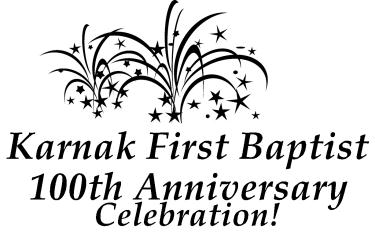 Karnak First Baptist
100th Anniversary
Celebration!